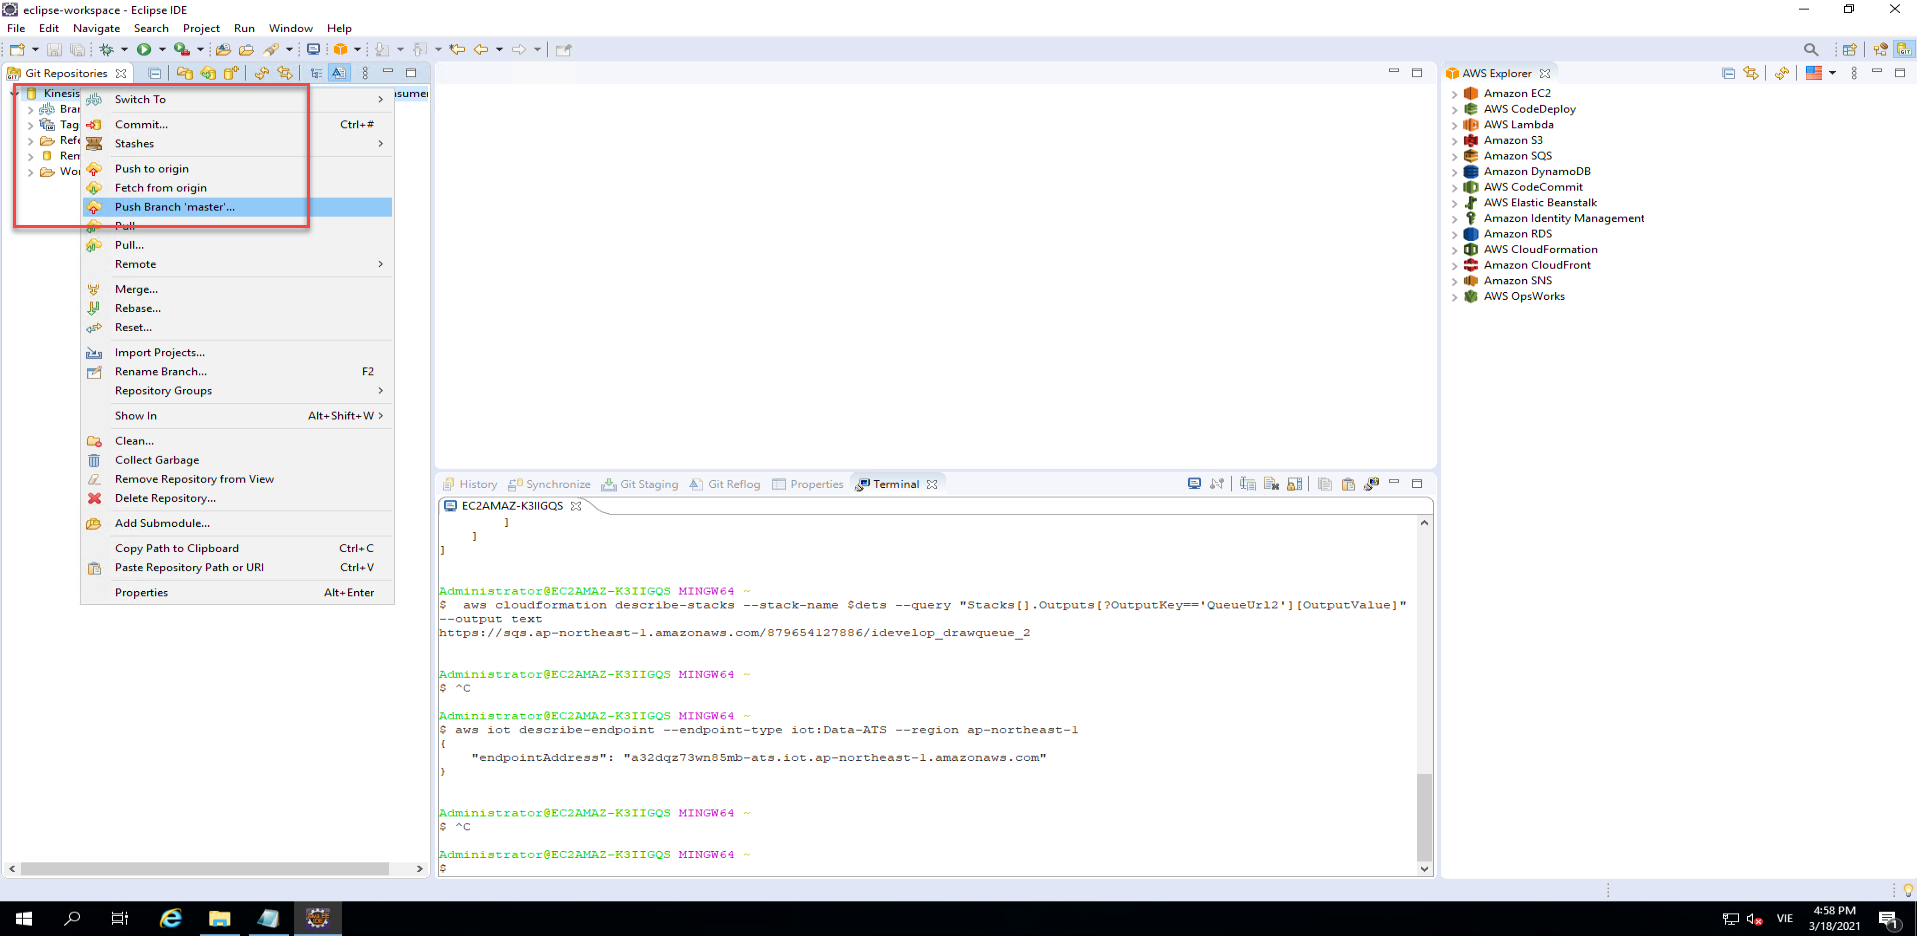 eclipse-workspace - Eclipse IDE
File Edit Navigate Search Project Run Window Help
Git Repositories
Kinesis
sumer
Bran
Tag
Refe
Rem
Wor
Switch To
Commit... Ctrl+#
Stashes
Push to origin
Fetch from origin
Push Branch 'master'...
Pull
Pull...
Remote
Merge...
Rebase...
Reset...
Import Projects...
Rename Branch... F2
Repository Groups
Show In Alt+Shift+W
Clean...
Collect Garbage
Remove Repository from View
Delete Repository...
Add Submodule...
Copy Path to Clipboard Ctrl+C
Paste Repository Path or URI Ctrl+V
Properties Alt+Enter
History Synchronize Git Staging Git Reflog Properties Terminal
EC2AMAZ-K3IIGQS
]
]
]
Administrator@EC2AMAZ-K3IIGQS MINGW64 ~
$ aws cloudformation describe-stacks --stack-name $dets --query "Stacks[].Outputs[?OutputKey=='QueueUrl2'][OutputValue]"
--output text
https://sqs.ap-northeast-1.amazonaws.com/879654127886/idevelop_drawqueue_2
Administrator@EC2AMAZ-K3IIGQS MINGW64 ~
$ ^C
Administrator@EC2AMAZ-K3IIGQS MINGW64 ~
$ aws iot describe-endpoint --endpoint-type iot:Data-ATS --region ap-northeast-1
{
"endpointAddress": "a32dqz73wn85mb-ats.iot.ap-northeast-1.amazonaws.com"
}
Administrator@EC2AMAZ-K3IIGQS MINGW64 ~
$ ^C
Administrator@EC2AMAZ-K3IIGQS MINGW64 ~
$
AWS Explorer
Amazon EC2
AWS CodeDeploy
AWS Lambda
Amazon S3
Amazon SQS
Amazon DynamoDB
AWS CodeCommit
AWS Elastic Beanstalk
Amazon Identity Management
Amazon RDS
AWS CloudFormation
Amazon CloudFront
Amazon SNS
AWS OpsWorks
VIE
4:58 PM
3/18/2021
1